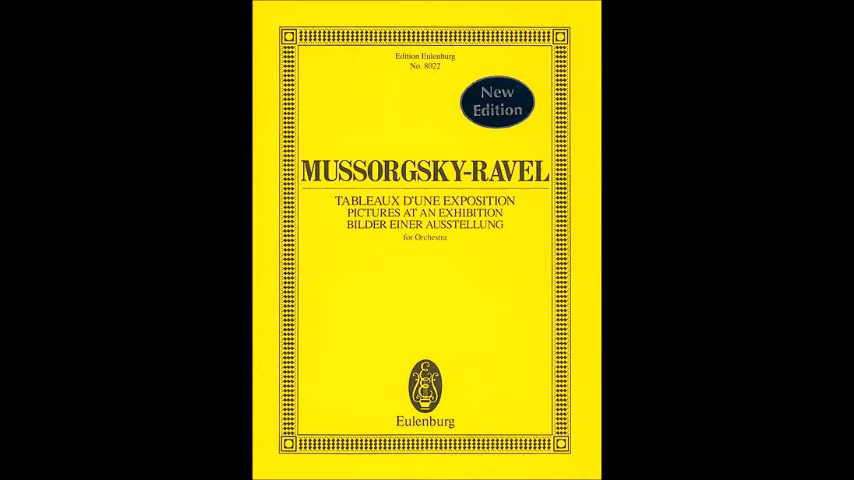 Edition Eulenburg
No. 8022
New
Edition
MUSSORGSKY-RAVEL
TABLEAUX D'UNE EXPOSITION
PICTURES AT AN EXHIBITION
BILDER EINER AUSSTELLUNG
for Orchestra
Eulenburg